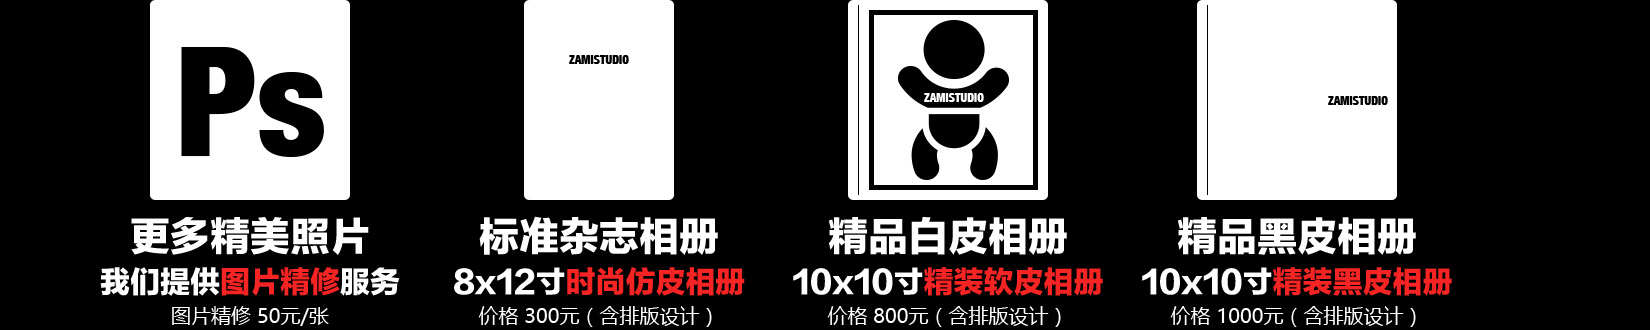 Ps
更多精美照片
我们提供图片精修服务
图片精修 50元/张
ZAMISTUDIO
标准杂志相册
8x12寸时尚仿皮相册
价格 300元（含排版设计）
ZAMISTUDIO
精品白皮相册
10x10寸精装软皮相册
价格 800元（含排版设计）
ZAMISTUDIO
精品黑皮相册
10x10寸精装黑皮相册
价格 1000元（含排版设计）